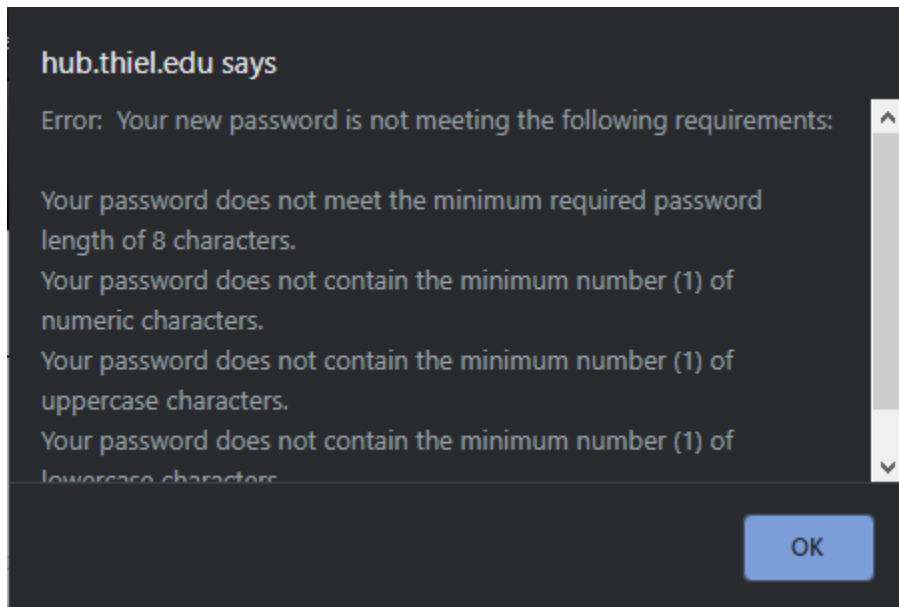 hub.thiel.edu says
Error:  Your new password is not meeting the following requirements:
Your password does not meet the minimum required password
length of 8 characters.
Your password does not contain the minimum number (1) of
numeric characters.
Your password does not contain the minimum number (1) of
uppercase characters.
Your password does not contain the minimum number (1) of
lowercase characters
OK